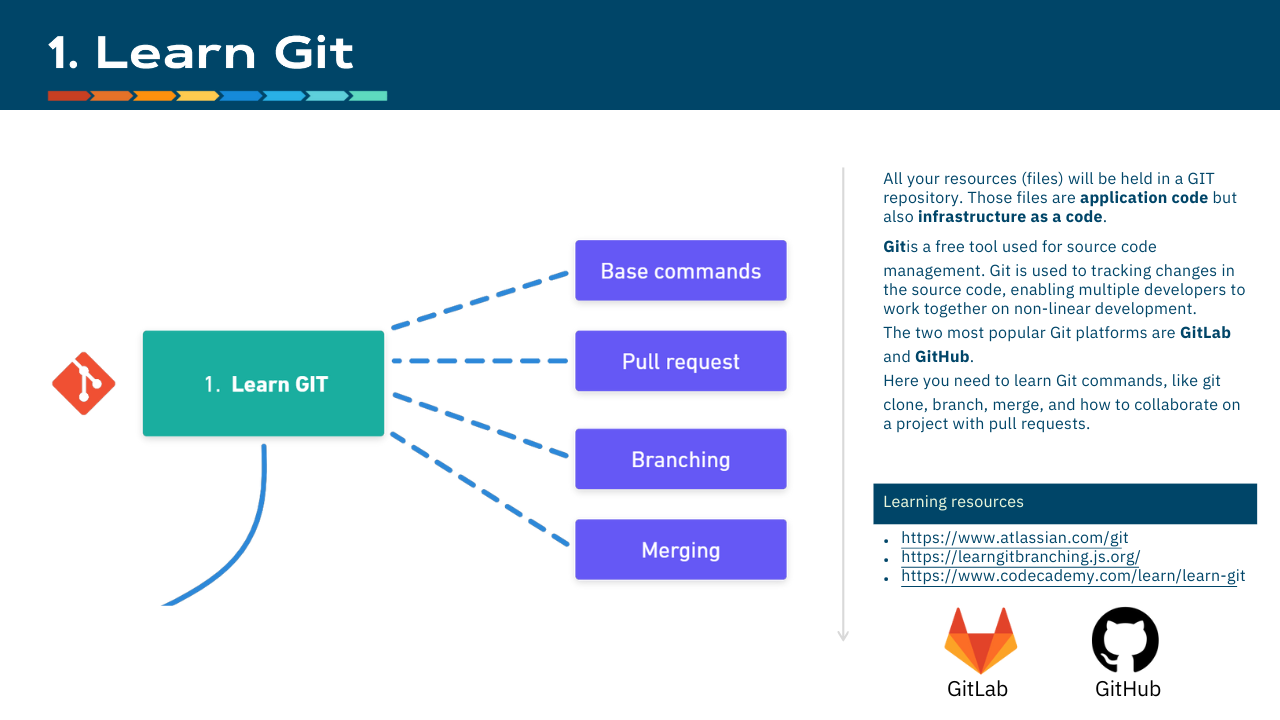 1. Learn Git
Base commands
Pull request
1. Learn GIT
Branching
Merging
All your resources (files) will be held in a GIT
repository. Those files are application code but
also infrastructure as a code.
Gitis a free tool used for source code
management. Git is used to tracking changes in
the source code, enabling multiple developers to
work together on non-linear development.
The two most popular Git platforms are GitLab
and GitHub.
Here you need to learn Git commands, like git
clone, branch, merge, and how to collaborate on
a project with pull requests.
Learning resources
• https://www.atlassian.com/git
• https://learngitbranching.js.org/
• https://www.codecademy.com/learn/learn-git
GitLab
GitHub